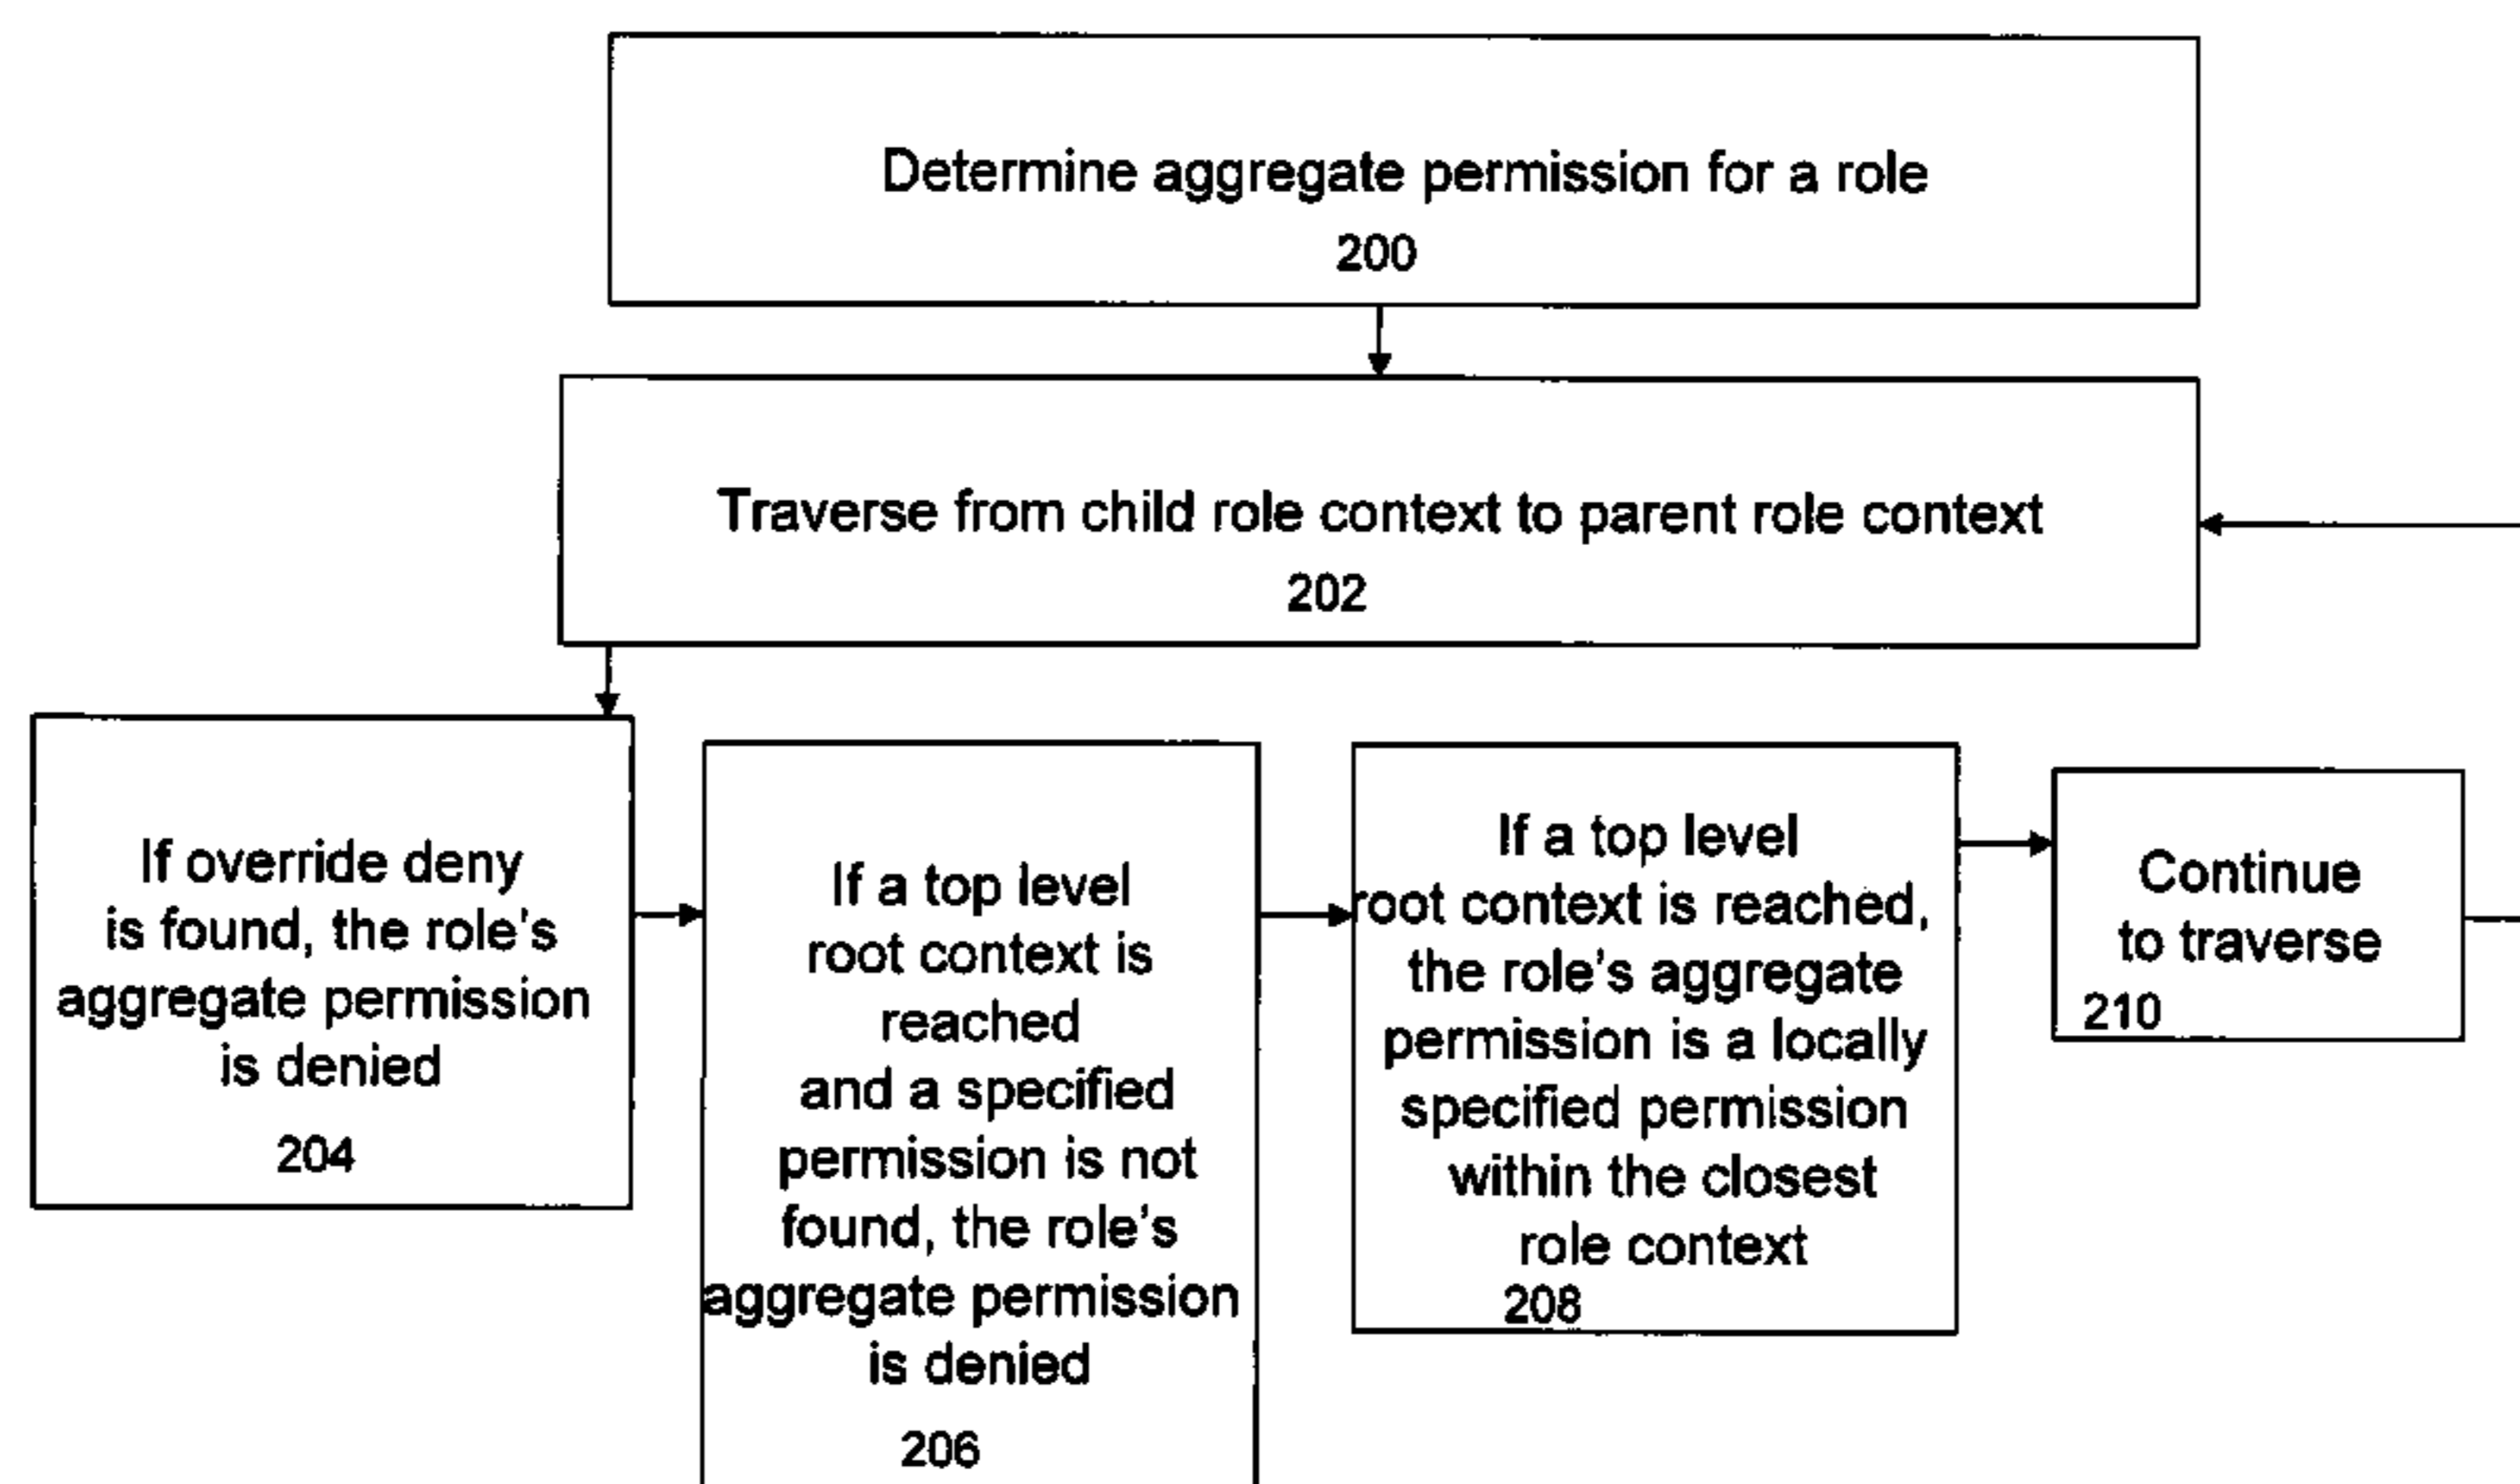 Determine aggregate permission for a role
200
Traverse from child role context to parent role context
202
If override deny
is found, the role's
aggregate permission
is denied
204
If a top level
root context is
reached
and a specified
permission is not
found, the role's
aggregate permission
is denied
206
If a top level
root context is reached,
the role's aggregate
permission is a locally
specified permission
within the closest
role context
208
Continue
to traverse
210